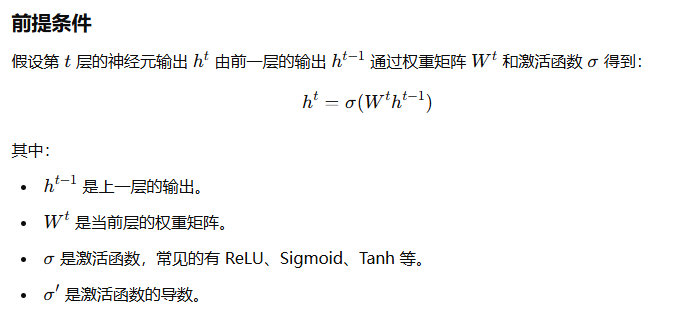 前提条件
假设第 t 层的神经元输出 h^t 由前一层的输出 h^{t−1} 通过权重矩阵 W^t 和激活函数 σ 得到：
h^t = σ(W^t h^{t−1})
其中：
• h^{t−1} 是上一层的输出。
• W^t 是当前层的权重矩阵。
• σ 是激活函数，常见的有 ReLU、Sigmoid、Tanh 等。
• σ′ 是激活函数的导数。